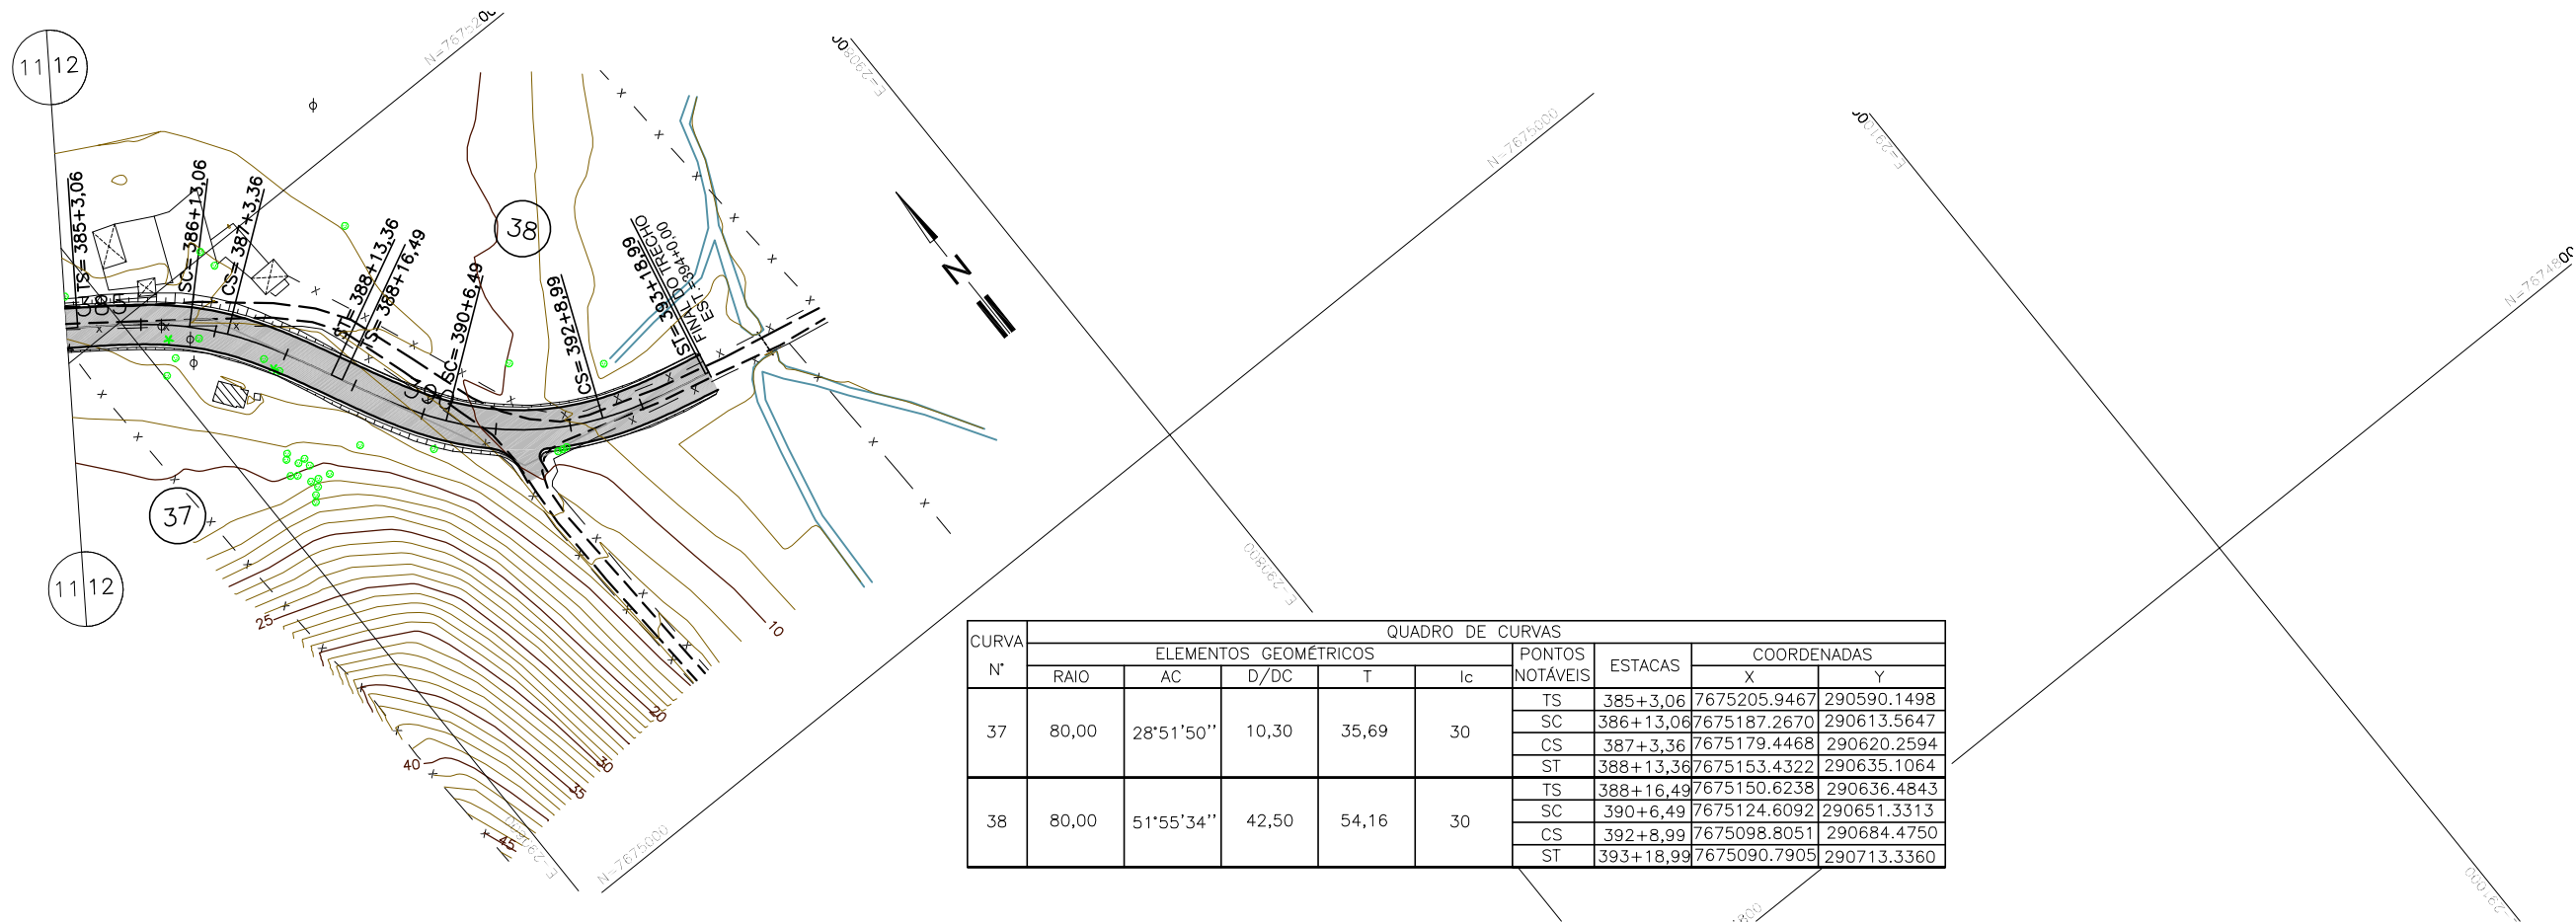 11 12
N=7675200
E=290800
N=7675000
E=291000
N=7674800
TS= 385+3,06
SC= 386+13,06
CS= 387+3,36
ST= 388+13,36
TS= 388+16,49
SC= 390+6,49
CS= 392+8,99
ST= 393+18,99
FINAL DO TRECHO
EST.=394+0,00
38
385
390
N
37
11 12
E=290800
10
25
20
30
35
40
45
E=290600
N=7675000
E=291000
QUADRO DE CURVAS
CURVA N° ELEMENTOS GEOMÉTRICOS PONTOS NOTÁVEIS ESTACAS COORDENADAS
RAIO AC D/DC T lc X Y
37 80,00 28°51'50'' 10,30 35,69 30
TS 385+3,06 7675205.9467 290590.1498
SC 386+13,06 7675187.2670 290613.5647
CS 387+3,36 7675179.4468 290620.2594
ST 388+13,36 7675153.4322 290635.1064
38 80,00 51°55'34'' 42,50 54,16 30
TS 388+16,49 7675150.6238 290636.4843
SC 390+6,49 7675124.6092 290651.3313
CS 392+8,99 7675098.8051 290684.4750
ST 393+18,99 7675090.7905 290713.3360